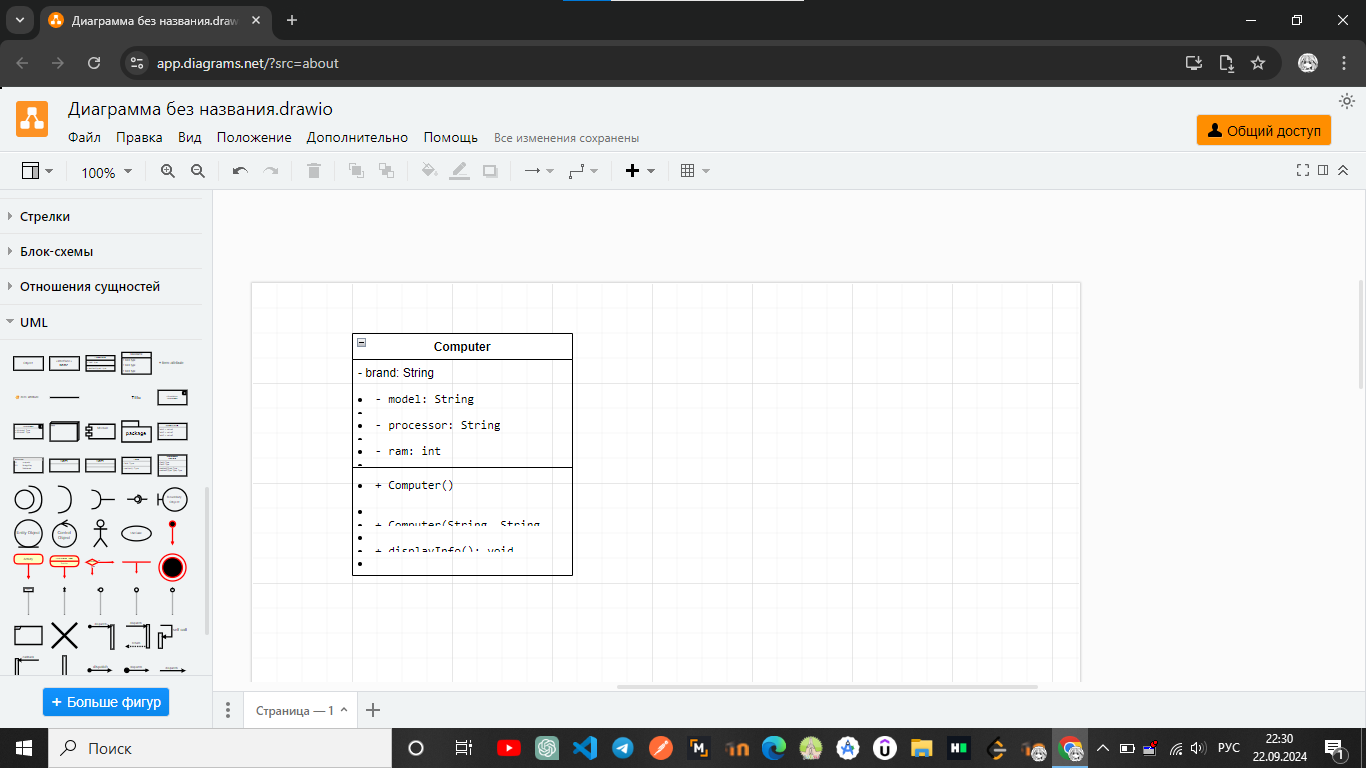 Диаграмма без названия.draw
app.diagrams.net/?src=about
Диаграмма без названия.drawio
Файл Правка Вид Положение Дополнительно Помощь Все изменения сохранены
Общий доступ
100%
Стрелки
Блок-схемы
Отношения сущностей
UML
package
Computer
- brand: String
- model: String
- processor: String
- ram: int
+ Computer()
+ Computer(String, String
+ displayInfo(): void
+ Больше фигур
Страница — 1
Поиск
РУС
22:30
22.09.2024
1